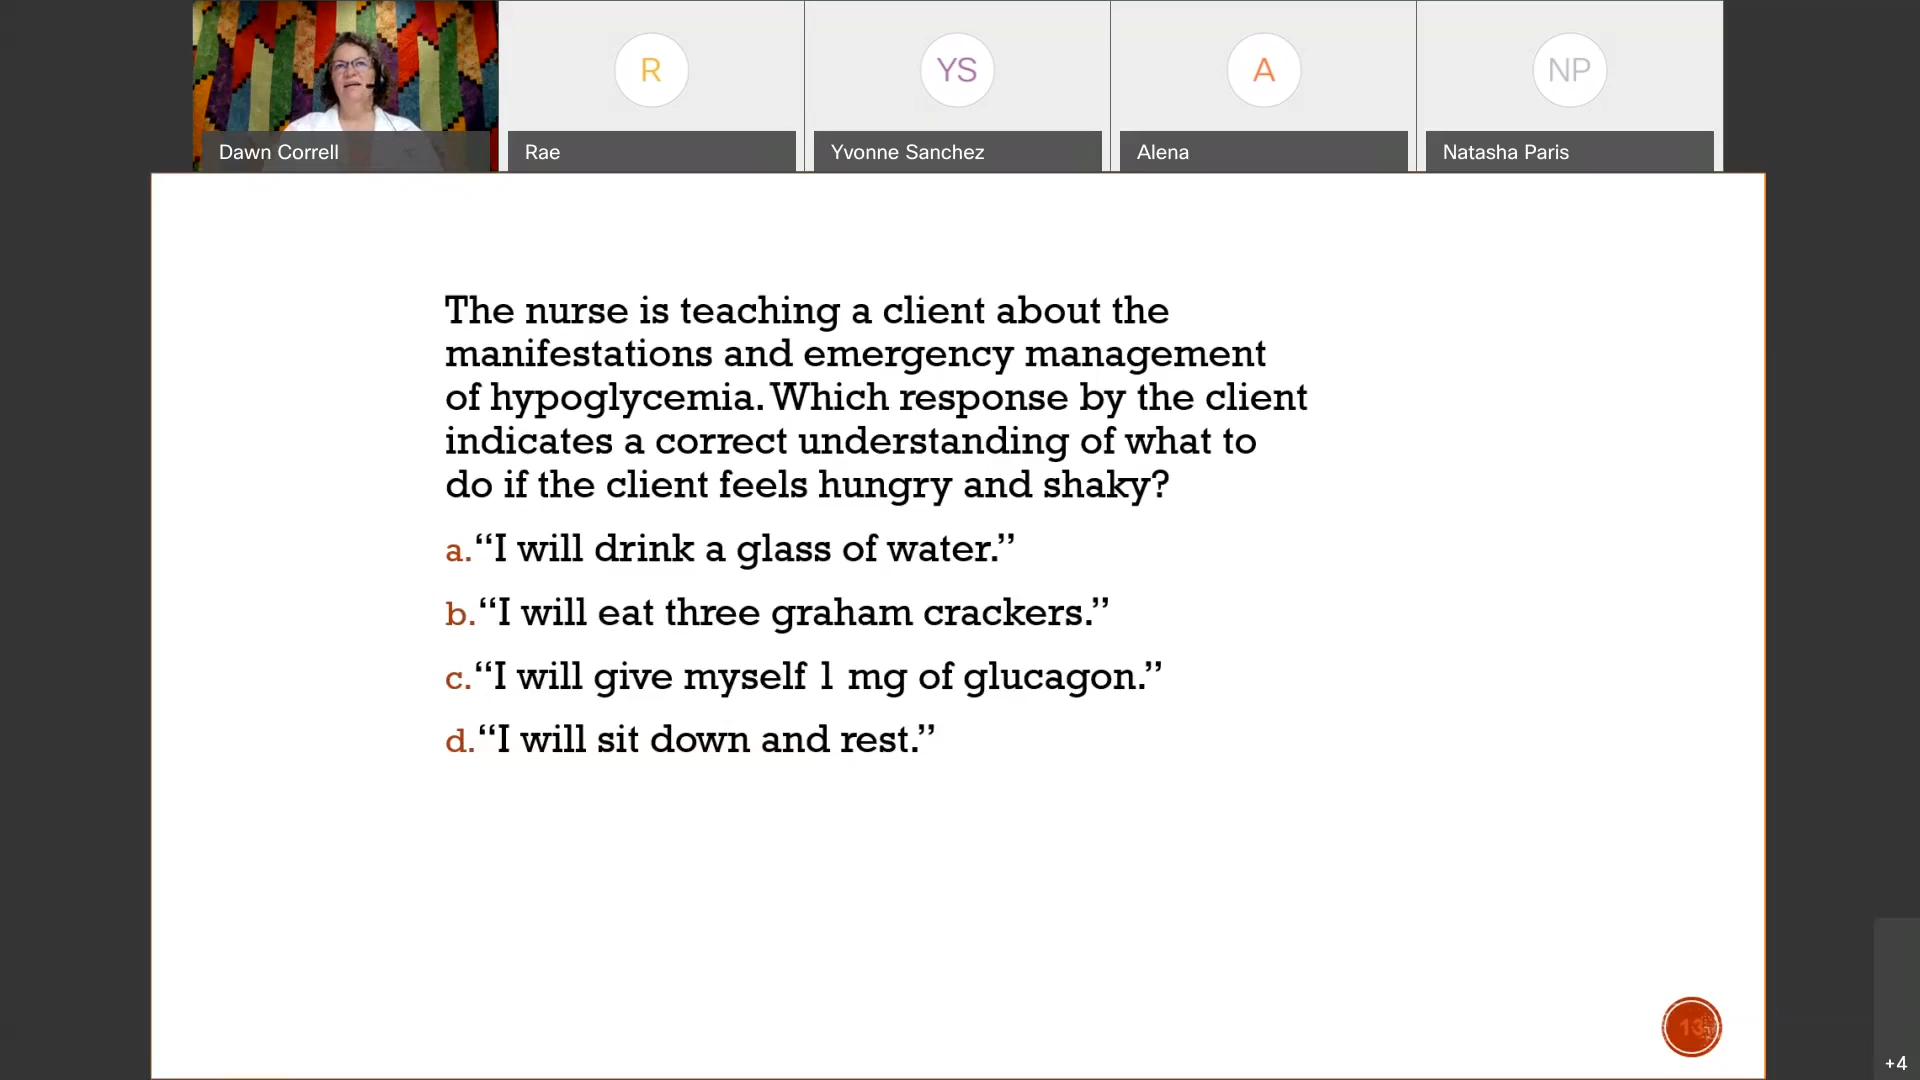 R
YS
A
NP
Dawn Correll
Rae
Yvonne Sanchez
Alena
Natasha Paris
The nurse is teaching a client about the
manifestations and emergency management
of hypoglycemia. Which response by the client
indicates a correct understanding of what to
do if the client feels hungry and shaky?
a. “I will drink a glass of water.”
b. “I will eat three graham crackers.”
c. “I will give myself 1 mg of glucagon.”
d. “I will sit down and rest.”
13
+4